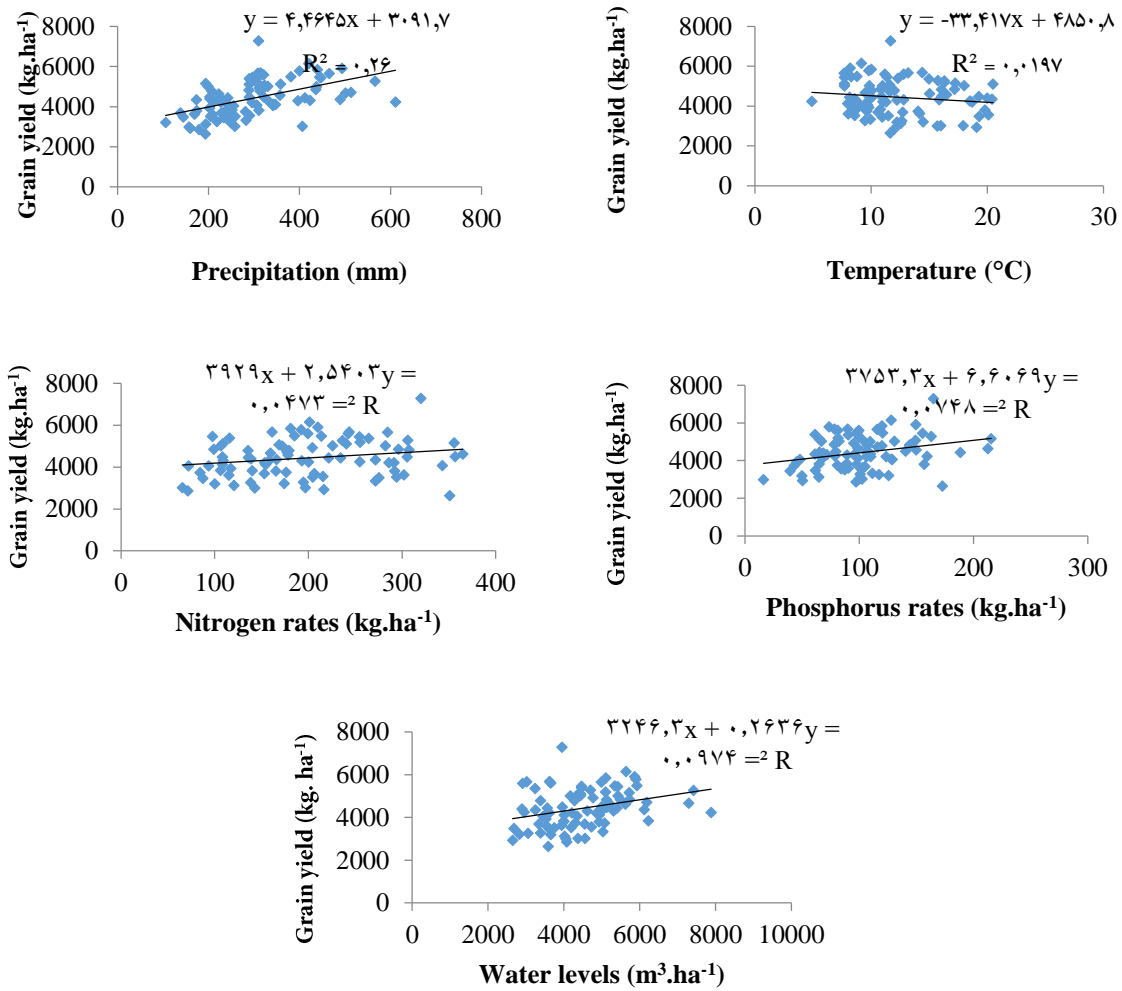 y = ۴,۴۶۴۵x + ۳۰۹۱,۷
R² = ۰,۲۶
Grain yield (kg.ha⁻¹)
8000
6000
4000
2000
0
0 200 400 600 800
Precipitation (mm)
y = -۳۳,۴۱۷x + ۴۸۵۰,۸
R² = ۰,۰۱۹۷
Grain yield (kg.ha⁻¹)
8000
6000
4000
2000
0
0 10 20 30
Temperature (°C)
۳۹۲۹x + ۲,۵۴۰۳y =
۰,۰۴۷۳ =² R
Grain yield (kg.ha⁻¹)
8000
6000
4000
2000
0
0 100 200 300 400
Nitrogen rates (kg.ha⁻¹)
۳۷۵۳,۳x + ۶,۶۰۶۹y =
۰,۰۷۴۸ =² R
Grain yield (kg.ha⁻¹)
8000
6000
4000
2000
0
0 100 200 300
Phosphorus rates (kg.ha⁻¹)
۳۲۴۶,۳x + ۰,۲۶۳۶y =
۰,۰۹۷۴ =² R
Grain yield (kg. ha⁻¹)
8000
6000
4000
2000
0
0 2000 4000 6000 8000 10000
Water levels (m³.ha⁻¹)